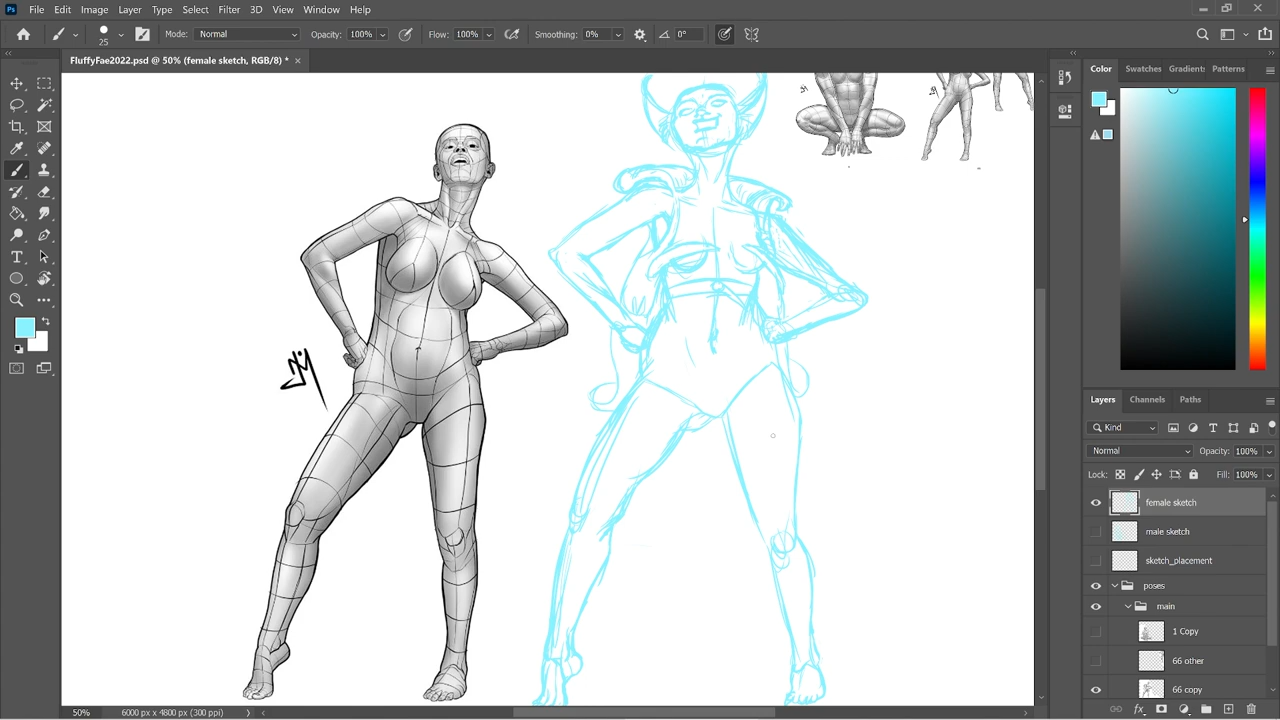 Ps File Edit Image Layer Type Select Filter 3D View Window Help
25 Mode: Normal Opacity: 100% Flow: 100% Smoothing: 0% 0°
FluffyFae2022.psd @ 50% (female sketch, RGB/8) *
Color Swatches Gradient: Patterns
Layers Channels Paths
Kind
Normal Opacity: 100%
Lock: Fill: 100%
female sketch
male sketch
sketch_placement
poses
main
1 Copy
66 other
66 copy
50% 6000 px x 4800 px (300 ppi)